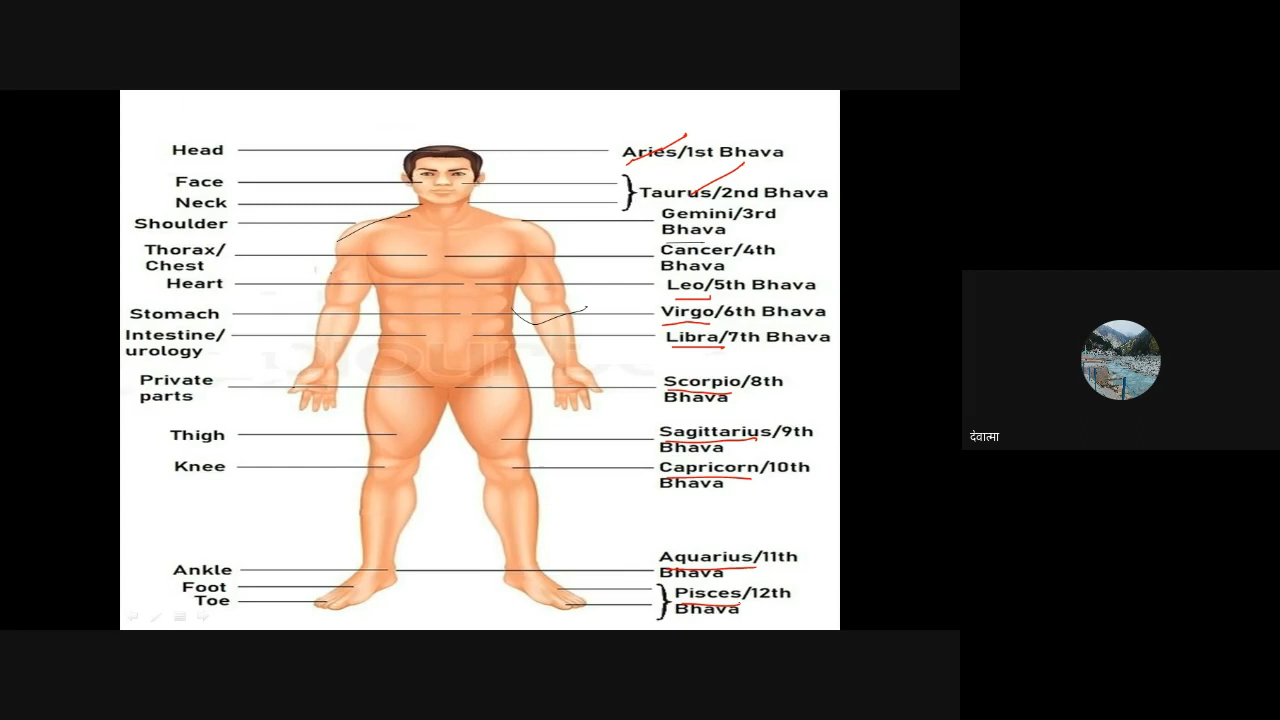 Head
Aries/1st Bhava
Face
Taurus/2nd Bhava
Neck
Gemini/3rd
Bhava
Shoulder
Thorax/
Chest
Cancer/4th
Bhava
Heart
Leo/5th Bhava
Stomach
Virgo/6th Bhava
Intestine/
urology
Libra/7th Bhava
Private
parts
Scorpio/8th
Bhava
Thigh
Sagittarius/9th
Bhava
Knee
Capricorn/10th
Bhava
Ankle
Aquarius/11th
Bhava
Foot
Toe
Pisces/12th
Bhava
देवात्मा